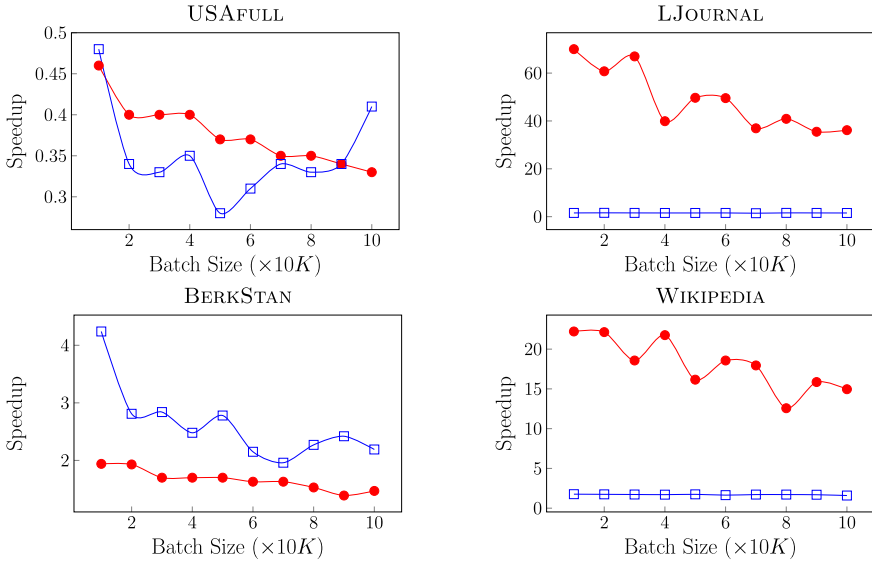 USAFULL
0.5
0.45
0.4
0.35
0.3
Speedup
2 4 6 8 10
Batch Size (×10K)
LJOURNAL
60
40
20
0
Speedup
2 4 6 8 10
Batch Size (×10K)
BERKSTAN
4
3
2
Speedup
2 4 6 8 10
Batch Size (×10K)
WIKIPEDIA
20
15
10
5
0
Speedup
2 4 6 8 10
Batch Size (×10K)